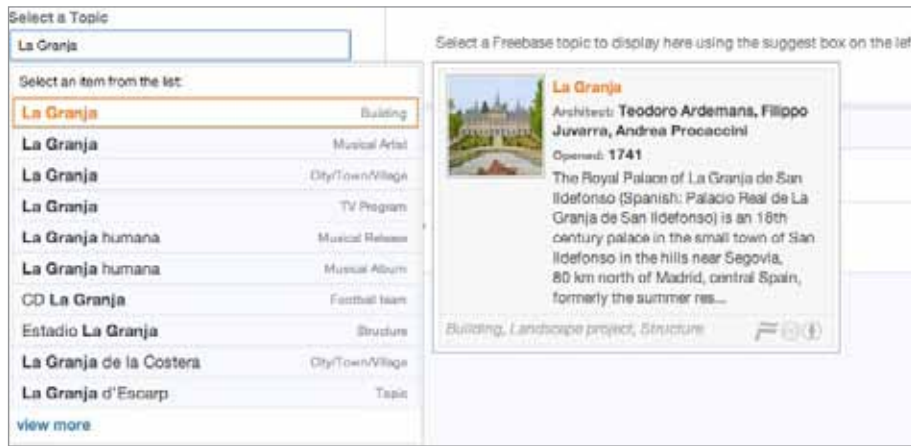 Select a Topic
La Granja
Select an item from the list:
La Granja Building
La Granja Musical Artist
La Granja City/Town/Village
La Granja TV Program
La Granja humana Musical Release
La Granja humana Musical Album
CD La Granja Football team
Estadio La Granja Structure
La Granja de la Costera City/Town/Village
La Granja d'Escarp Topic
view more
Select a Freebase topic to display here using the suggest box on the lef
La Granja
Architect: Teodoro Ardemans, Filippo
Juvarra, Andrea Procaccini
Opened: 1741
The Royal Palace of La Granja de San
Ildefonso (Spanish: Palacio Real de La
Granja de San Ildefonso) is an 18th
century palace in the small town of San
Ildefonso in the hills near Segovia,
80 km north of Madrid, central Spain,
formerly the summer res...
Building, Landscape project, Structure